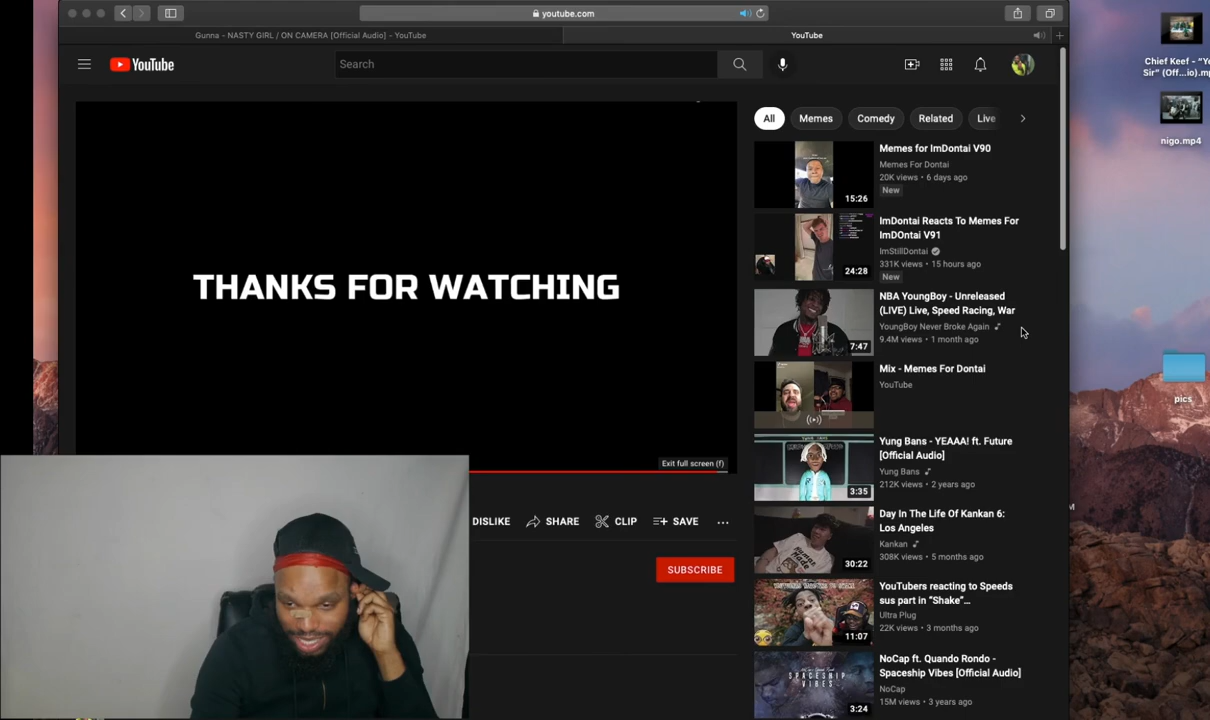 youtube.com
Gunna - NASTY GIRL / ON CAMERA [Official Audio] - YouTube
YouTube
YouTube
Search
THANKS FOR WATCHING
Exit full screen (f)
DISLIKE
SHARE
CLIP
SAVE
SUBSCRIBE
All
Memes
Comedy
Related
Live
15:26
Memes for ImDontai V90
Memes For Dontai
20K views • 6 days ago
New
24:28
ImDontai Reacts To Memes For
ImDOntai V91
ImStillDontai
331K views • 15 hours ago
New
7:47
NBA YoungBoy - Unreleased
(LIVE) Live, Speed Racing, War
YoungBoy Never Broke Again
9.4M views • 1 month ago
Mix - Memes For Dontai
YouTube
3:35
Yung Bans - YEAAA! ft. Future
[Official Audio]
Yung Bans
212K views • 2 years ago
30:22
Day In The Life Of Kankan 6:
Los Angeles
Kankan
308K views • 5 months ago
11:07
YouTubers reacting to Speeds
sus part in “Shake”…
Ultra Plug
22K views • 3 months ago
SPACESHIP
VIBES
3:24
NoCap ft. Quando Rondo -
Spaceship Vibes [Official Audio]
NoCap
15M views • 3 years ago
Chief Keef - “Yo
Sir” (Off...io).mp
nigo.mp4
pics
M